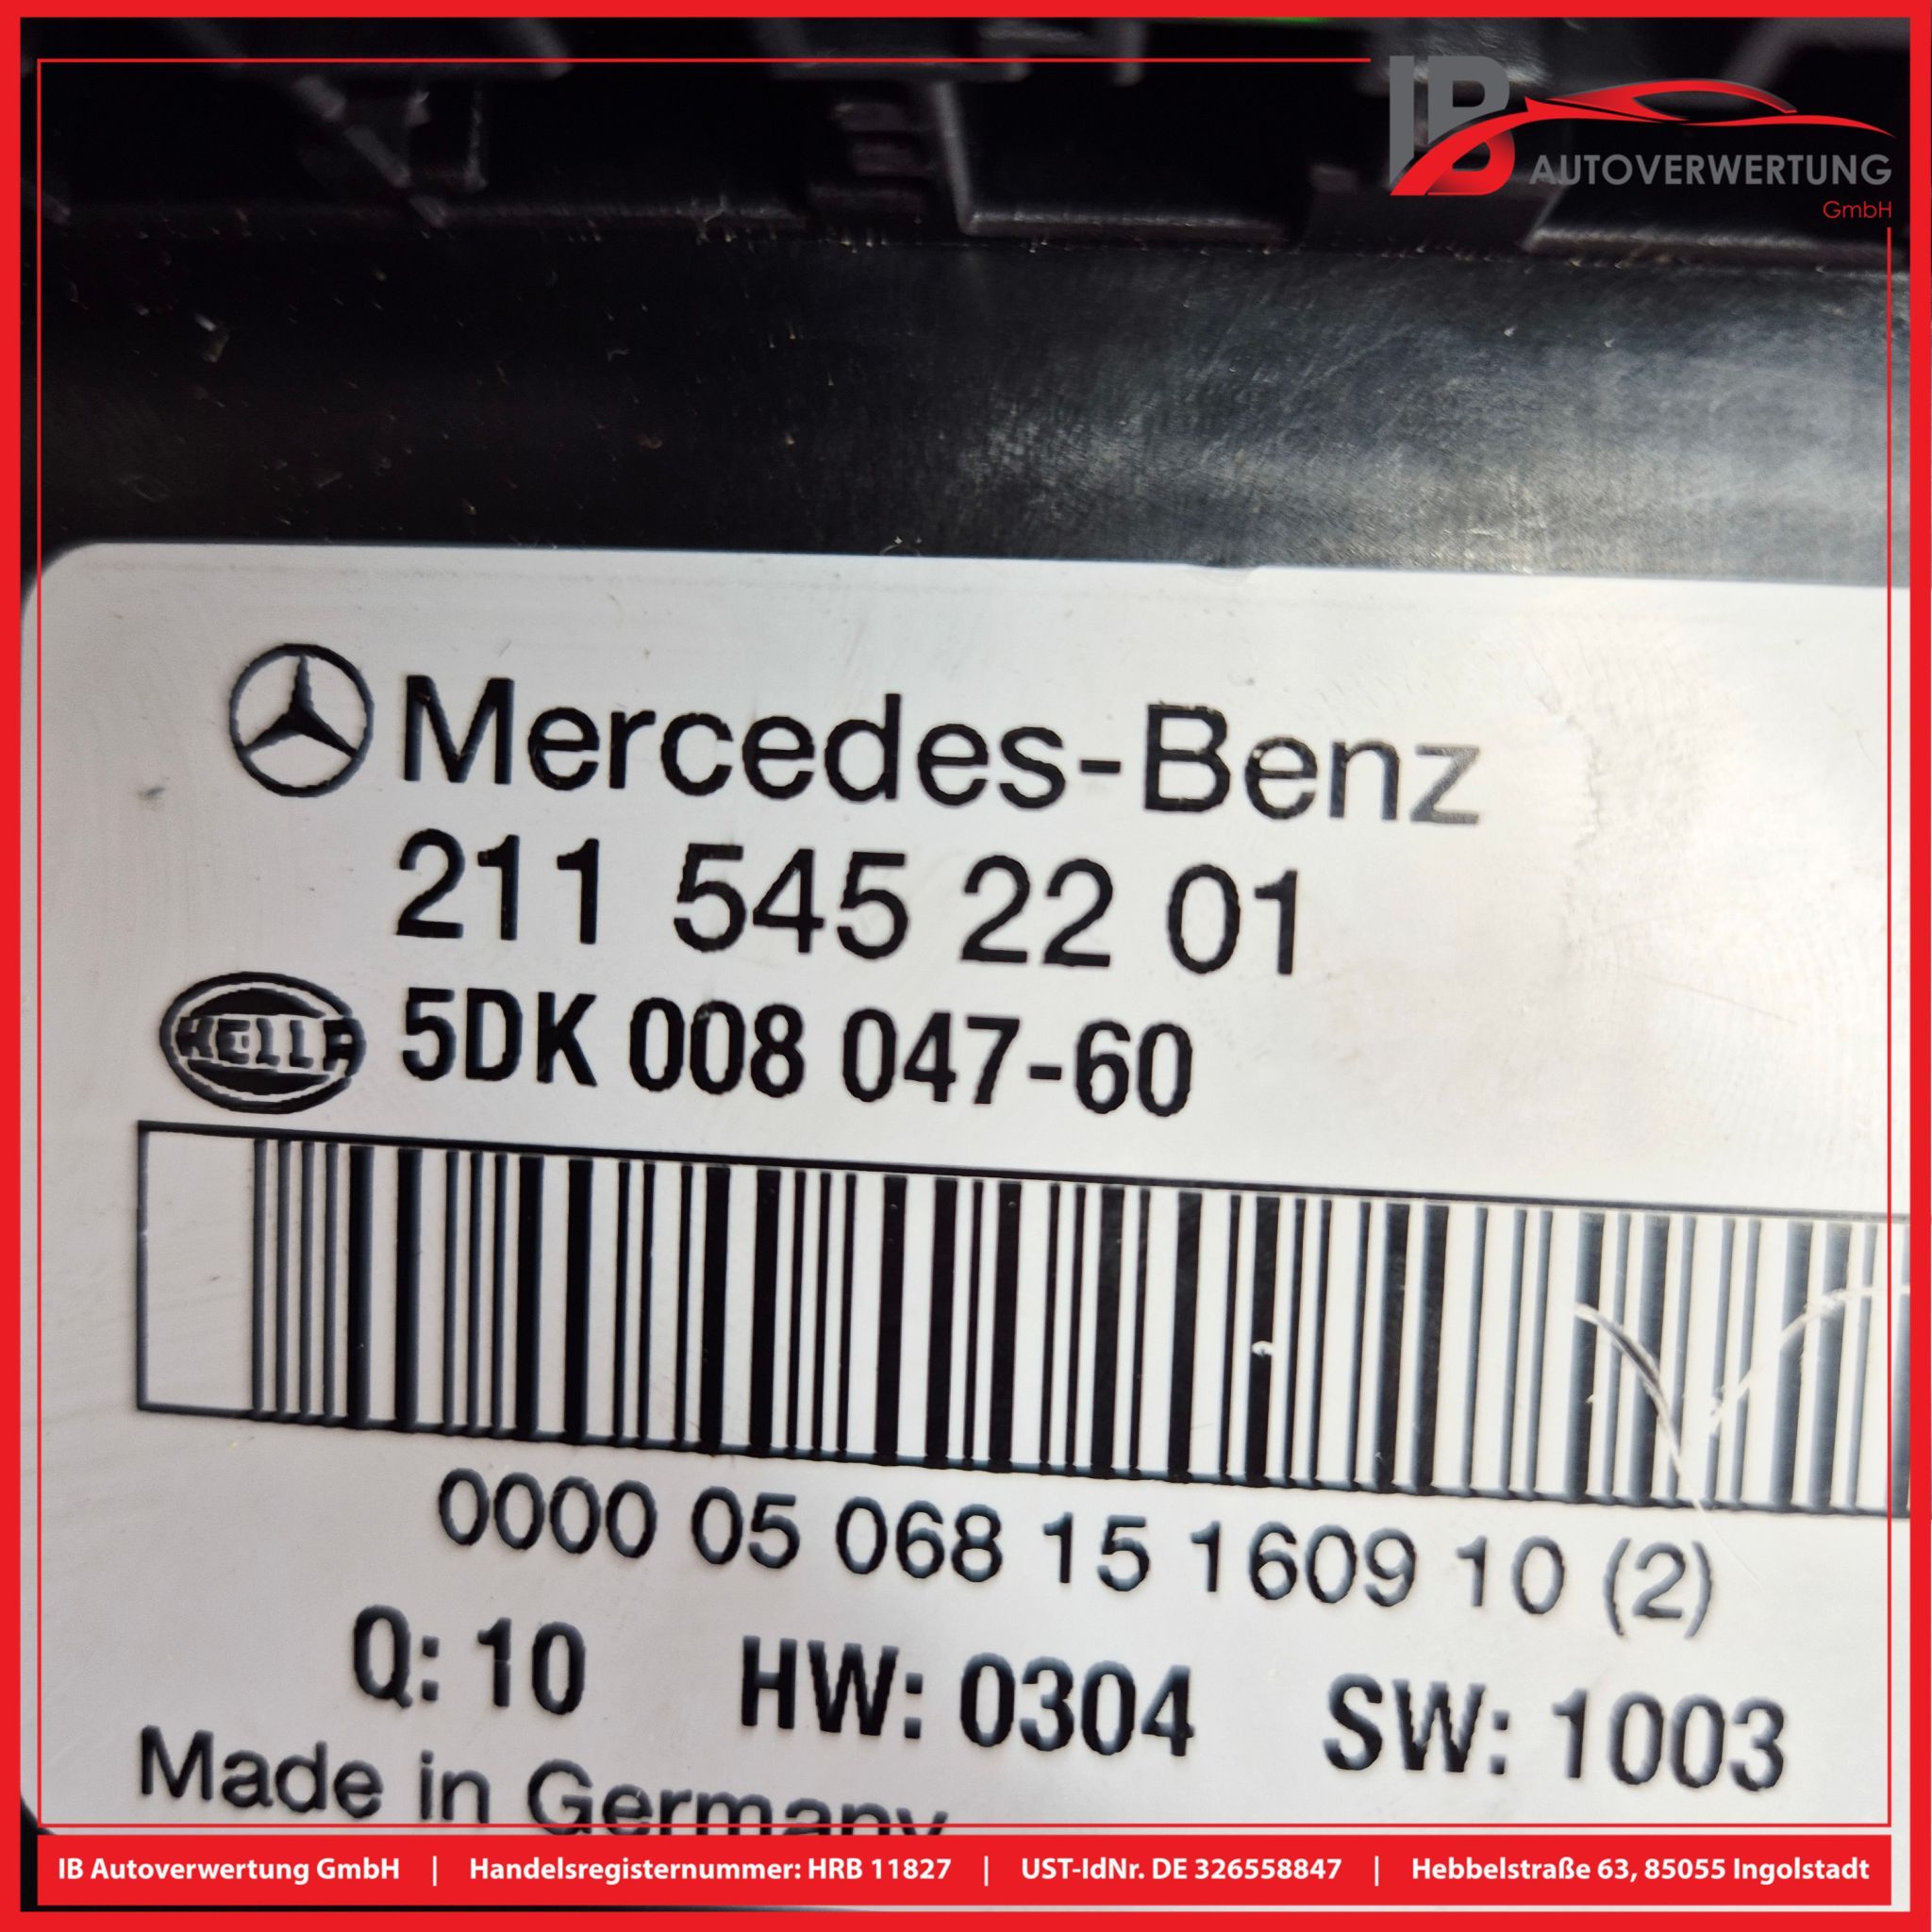 IB
AUTOVERWERTUNG
GmbH
Mercedes-Benz
211 545 22 01
HELLA 5DK 008 047-60
0000 05 068 15 1609 10 (2)
Q: 10 HW: 0304 SW: 1003
Made in Germany
IB Autoverwertung GmbH | Handelsregisternummer: HRB 11827 | UST-IdNr. DE 326558847 | Hebbelstraße 63, 85055 Ingolstadt